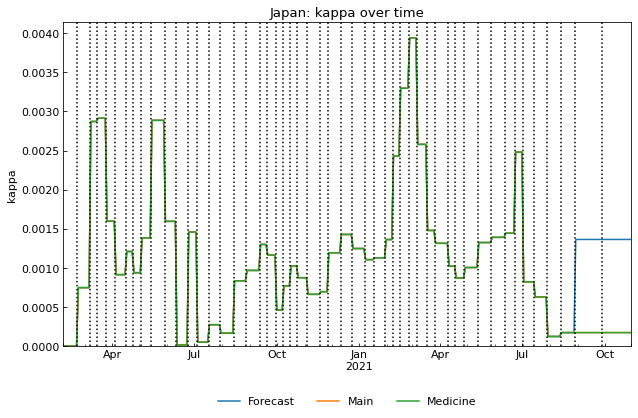 Japan: kappa over time
kappa
0.0040
0.0035
0.0030
0.0025
0.0020
0.0015
0.0010
0.0005
0.0000
Apr Jul Oct Jan Apr Jul Oct
2021
Forecast Main Medicine